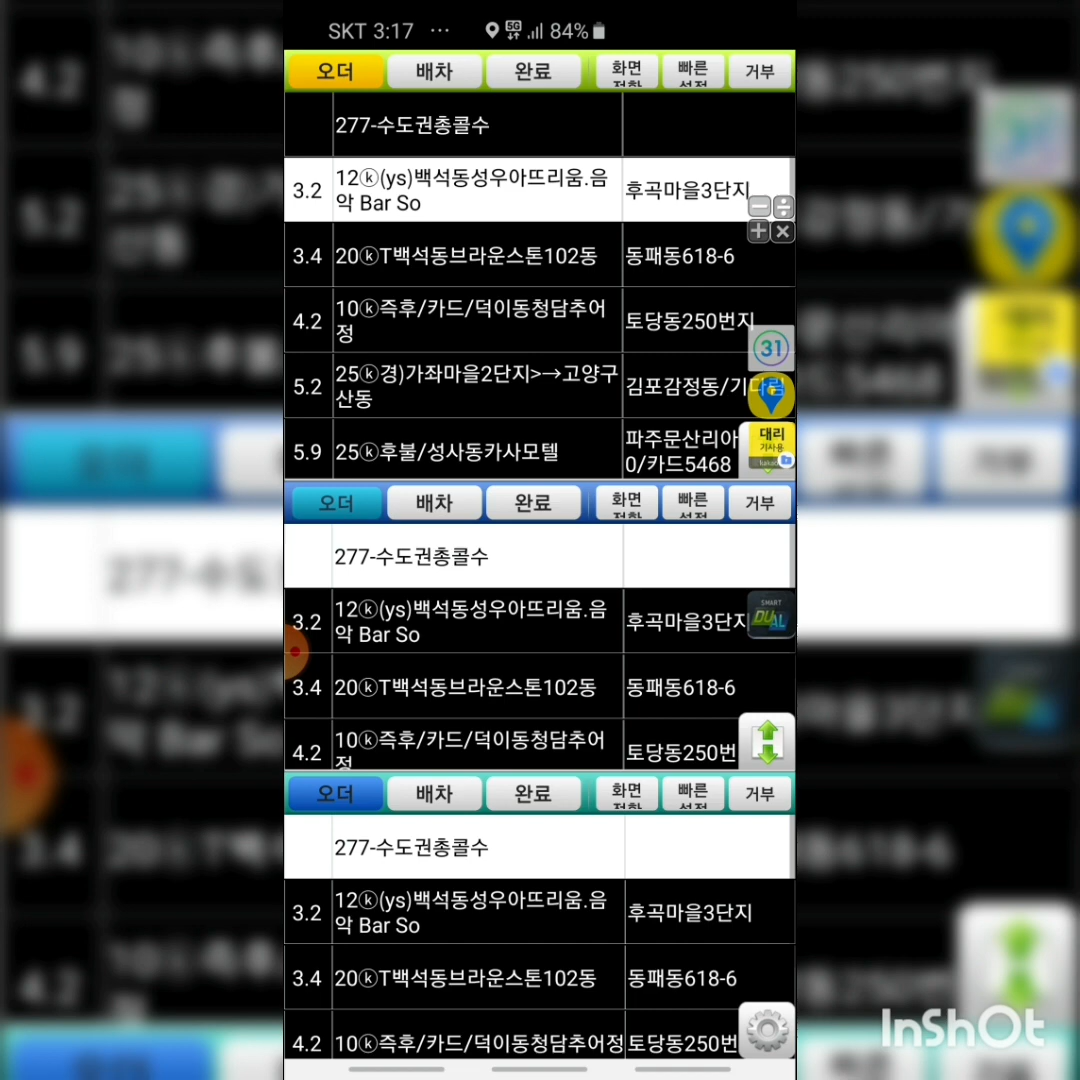 SKT 3:17 ··· 5G 84%
오더 배차 완료 화면 빠른 거부
277-수도권총콜수
3.2 12ⓚ(ys)백석동성우아뜨리움.음 후곡마을3단지
악 Bar So
3.4 20ⓚT백석동브라운스톤102동 동패동618-6
4.2 10ⓚ즉후/카드/덕이동청담추어 토당동250번지
정
31
5.2 25ⓚ경)가좌마을2단지>→고양구 김포감정동/기다림
산동
5.9 25ⓚ후불/성사동카사모텔 파주문산리아
0/카드5468
대리
기사용
오더 배차 완료 화면 빠른 거부
277-수도권총콜수
SMART
DUAL
3.2 12ⓚ(ys)백석동성우아뜨리움.음 후곡마을3단지
악 Bar So
3.4 20ⓚT백석동브라운스톤102동 동패동618-6
4.2 10ⓚ즉후/카드/덕이동청담추어 토당동250번
정
오더 배차 완료 화면 빠른 거부
277-수도권총콜수
3.2 12ⓚ(ys)백석동성우아뜨리움.음 후곡마을3단지
악 Bar So
3.4 20ⓚT백석동브라운스톤102동 동패동618-6
4.2 10ⓚ즉후/카드/덕이동청담추어정 토당동250번
InShOt